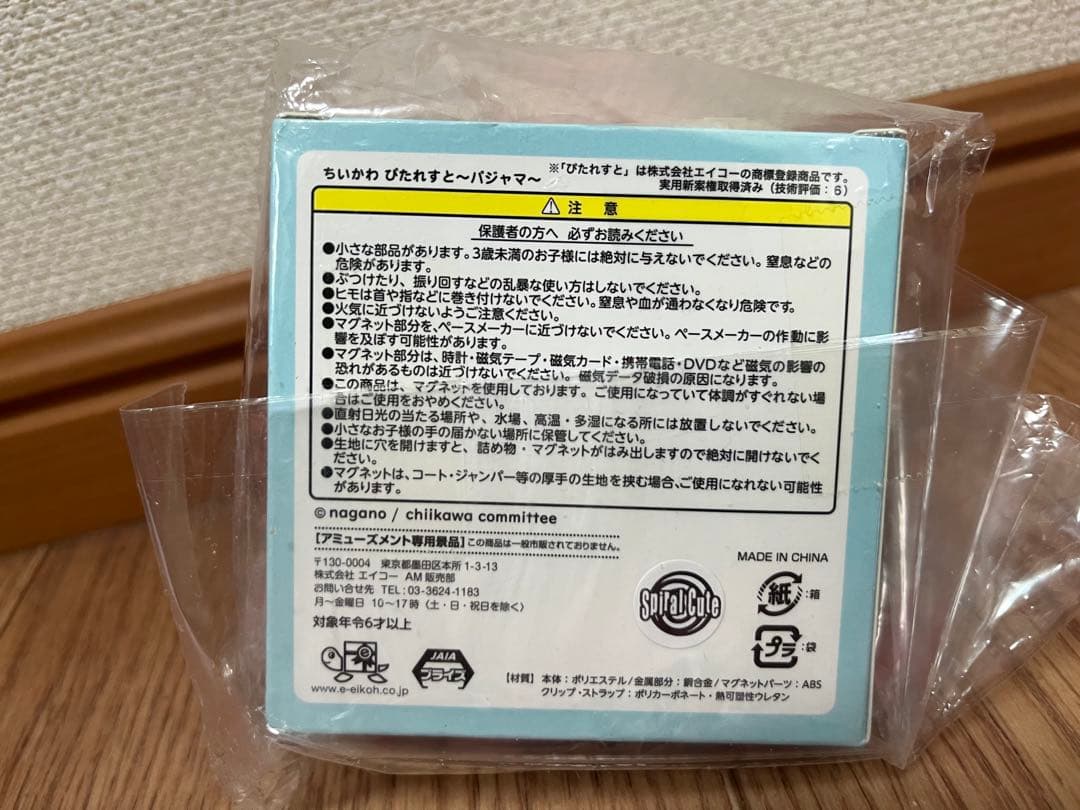 ちいかわ ぴたれすと～パジャマ～
※「ぴたれすと」は株式会社エイコーの商標登録商品です。
実用新案権取得済み（技術評価：6）
注 意
保護者の方へ 必ずお読みください
●小さな部品があります。3歳未満のお子様には絶対に与えないでください。窒息などの
危険があります。
●ぶつけたり、振り回すなどの乱暴な使い方はしないでください。
●ヒモは首や指などに巻き付けないでください。窒息や血が通わなくなり危険です。
●火気に近づけないようご注意ください。
●マグネット部分を、ペースメーカーに近づけないでください。ペースメーカーの作動に影
響を及ぼす可能性があります。
●マグネット部分は、時計・磁気テープ・磁気カード・携帯電話・DVDなど磁気の影響の
恐れがあるものは近づけないでください。磁気データ破損の原因になります。
●この商品は、マグネットを使用しております。ご使用になっていて体調がすぐれない場
合はご使用をおやめください。
●直射日光の当たる場所や、水場、高温・多湿になる所には放置しないでください。
●小さなお子様の手の届かない場所に保管してください。
●生地に穴を開けますと、詰め物・マグネットがはみ出しますので絶対に開けないでく
ださい。
●マグネットは、コート・ジャンパー等の厚手の生地を挟む場合、ご使用になれない可能性
があります。
©nagano / chiikawa committee
【アミューズメント専用景品】この商品は一般市販されておりません。
〒130-0004 東京都墨田区本所1-3-13
株式会社 エイコー AM販売部
お問い合せ先 TEL：03-3624-1183
月～金曜日 10～17時（土・日・祝日を除く）
対象年令6才以上
www.e-eikoh.co.jp
JAIA
プライズ
Spiral Cute
MADE IN CHINA
紙 :箱
プラ :袋
【材質】 本体：ポリエステル/金属部分：銅合金/マグネットパーツ：ABS
クリップ・ストラップ：ポリカーボネート・熱可塑性ウレタン